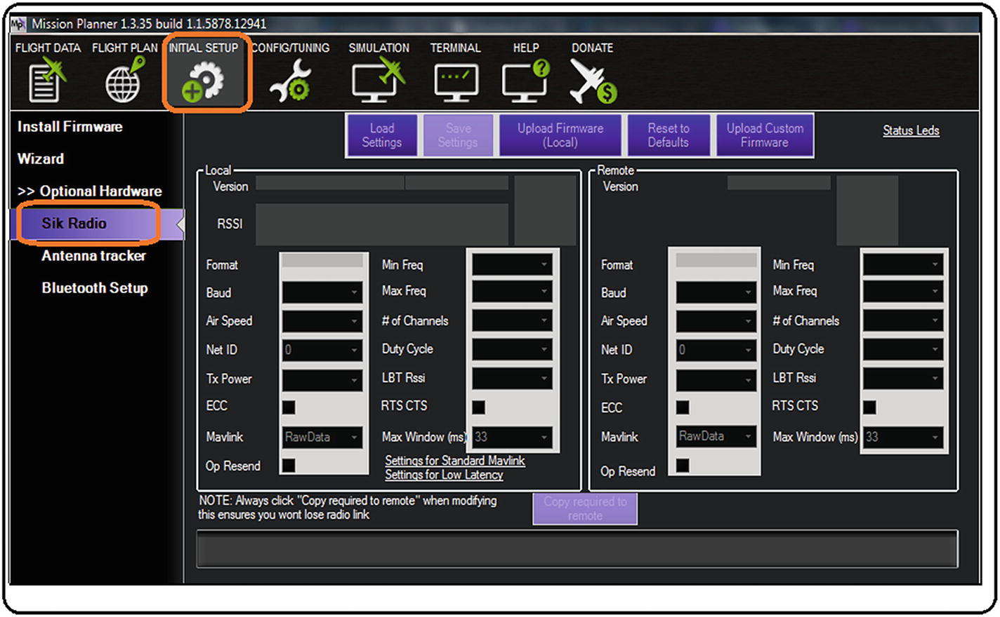 Mp
Mission Planner 1.3.35 build 1.1.5878.12941
FLIGHT DATA FLIGHT PLAN INITIAL SETUP CONFIG/TUNING SIMULATION TERMINAL HELP DONATE
Install Firmware
Wizard
>> Optional Hardware
Sik Radio
Antenna tracker
Bluetooth Setup
Load
Settings
Save
Settings
Upload Firmware
(Local)
Reset to
Defaults
Upload Custom
Firmware
Status Leds
Local
Version
RSSI
Format
Baud
Air Speed
Net ID 0
Tx Power
ECC
Mavlink RawData
Op Resend
Min Freq
Max Freq
# of Channels
Duty Cycle
LBT Rssi
RTS CTS
Max Window (ms) 33
Settings for Standard Mavlink
Settings for Low Latency
Remote
Version
Format
Baud
Air Speed
Net ID 0
Tx Power
ECC
Mavlink RawData
Op Resend
Min Freq
Max Freq
# of Channels
Duty Cycle
LBT Rssi
RTS CTS
Max Window (ms) 33
NOTE: Always click "Copy required to remote" when modifying
this ensures you wont lose radio link
Copy required to
remote